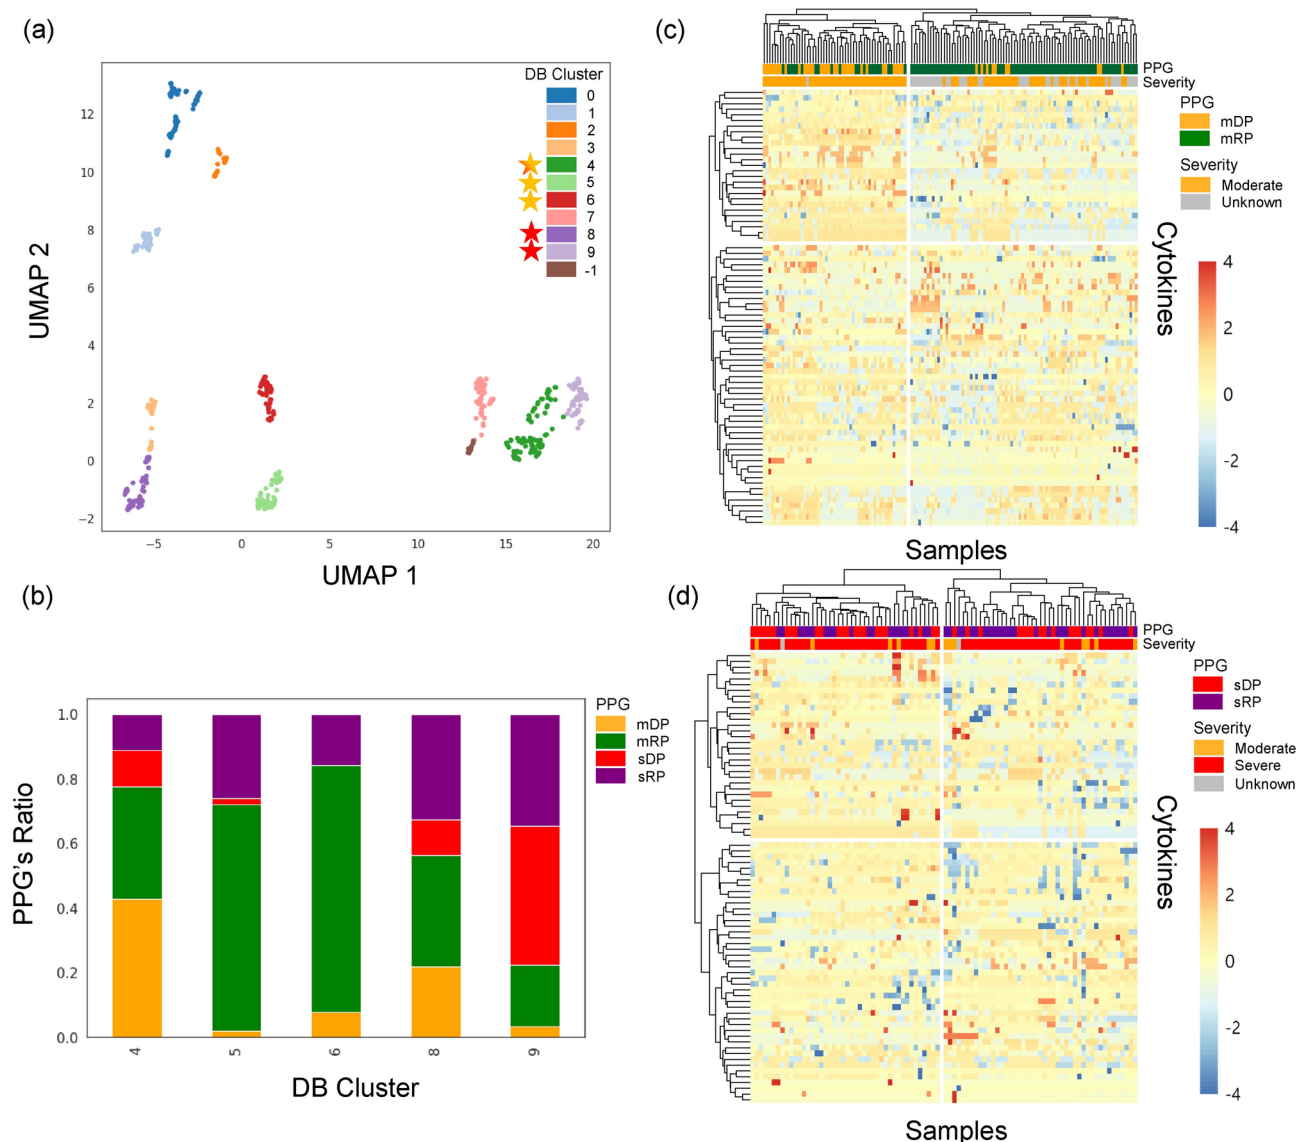 (a)
DB Cluster
0
1
2
3
4
5
6
7
8
9
-1
12
10
8
6
4
2
0
−2
UMAP 2
−5
0
5
10
15
20
UMAP 1
(b)
1.0
0.8
0.6
0.4
0.2
0.0
PPG's Ratio
PPG
mDP
mRP
sDP
sRP
4
5
6
8
9
DB Cluster
(c)
PPG
Severity
PPG
mDP
mRP
Severity
Moderate
Unknown
Cytokines
4
2
0
-2
-4
Samples
(d)
PPG
Severity
PPG
sDP
sRP
Severity
Moderate
Severe
Unknown
Cytokines
4
2
0
-2
-4
Samples